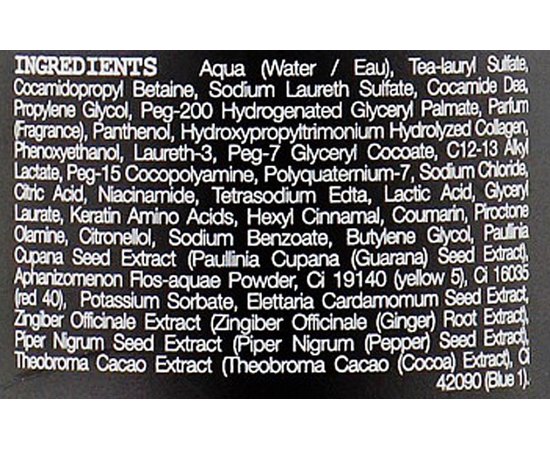 INGREDIENTS Aqua (Water / Eau), Tea-lauryl Sulfate,
Cocamidopropyl Betaine, Sodium Laureth Sulfate, Cocamide Dea,
Propylene Glycol, Peg-200 Hydrogenated Glyceryl Palmate, Parfum
(Fragrance), Panthenol, Hydroxypropyltrimonium Hydrolyzed Collagen,
Phenoxyethanol, Laureth-3, Peg-7 Glyceryl Cocoate, C12-13 Alkyl
Lactate, Peg-15 Cocopolyamine, Polyquaternium-7, Sodium Chloride,
Citric Acid, Niacinamide, Tetrasodium Edta, Lactic Acid, Glyceryl
Laurate, Keratin Amino Acids, Hexyl Cinnamal, Coumarin, Piroctone
Olamine, Citronellol, Sodium Benzoate, Butylene Glycol, Paullinia
Cupana Seed Extract (Paullinia Cupana (Guarana) Seed Extract),
Aphanizomenon Flos-aquae Powder, Ci 19140 (yellow 5), Ci 16035
(red 40), Potassium Sorbate, Elettaria Cardamomum Seed Extract,
Zingiber Officinale Extract (Zingiber Officinale (Ginger) Root Extract),
Piper Nigrum Seed Extract (Piper Nigrum (Pepper) Seed Extract),
Theobroma Cacao Extract (Theobroma Cacao (Cocoa) Extract), Ci
42090 (Blue 1).